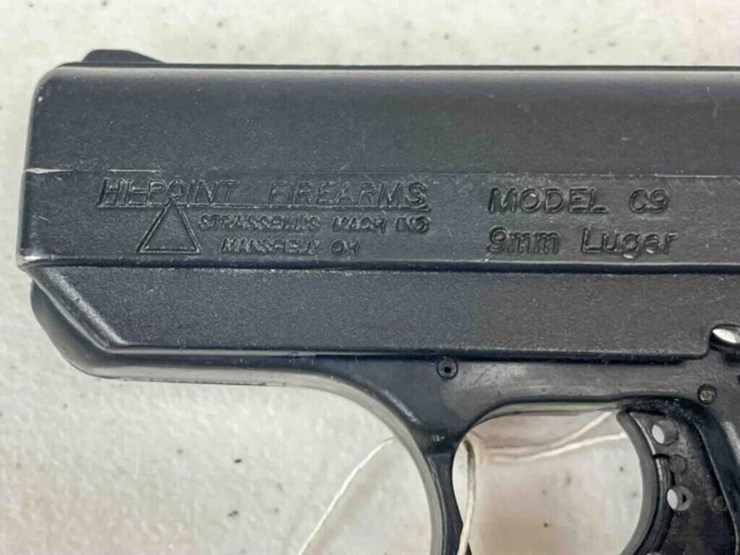 HI-POINT FIREARMS
STRASSELLS MACH INC
MANSFIELD OH
MODEL C9
9mm Luger